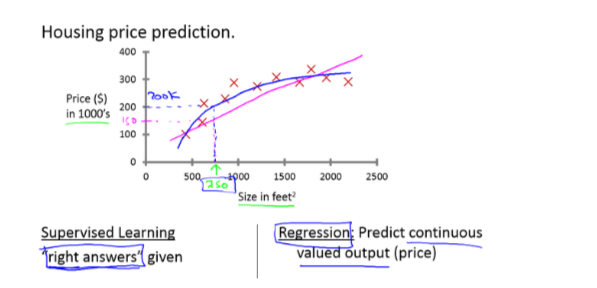 Housing price prediction.
400
300
200
100
0
Price ($)
in 1000's
200k
150
0
500
1000
1500
2000
2500
750
Size in feet²
Supervised Learning
"right answers" given
Regression: Predict continuous
valued output (price)